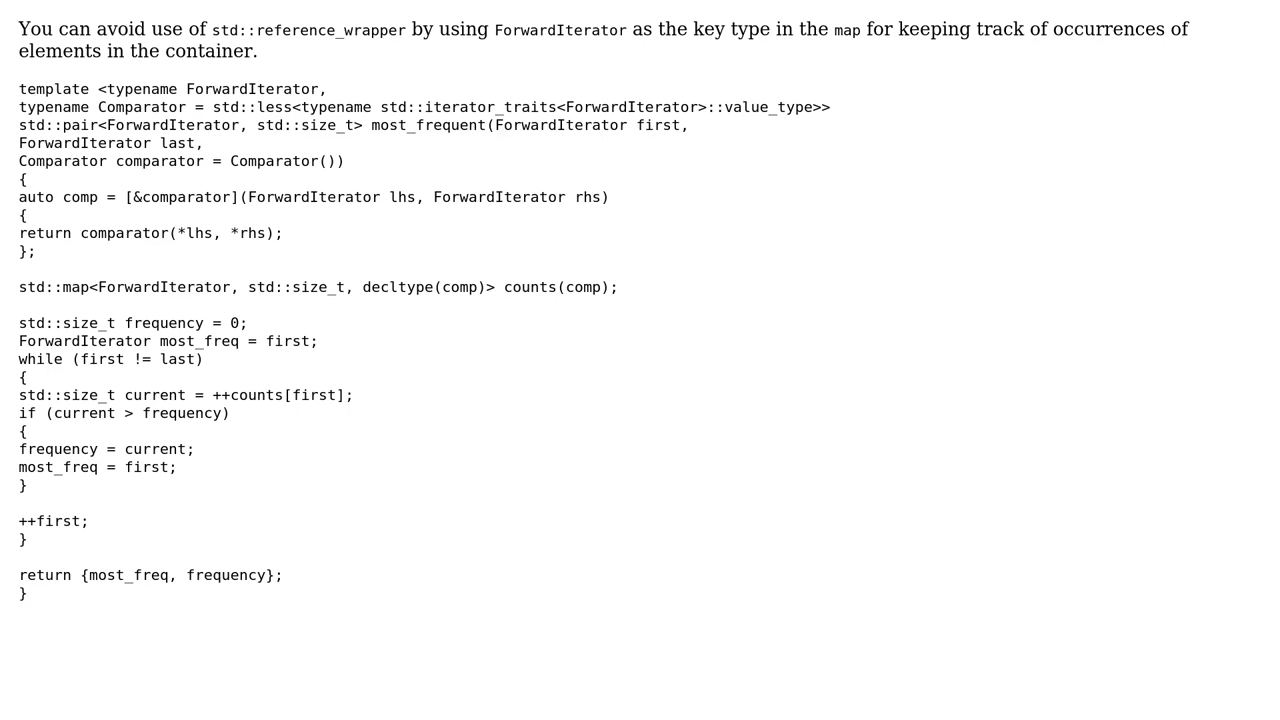 You can avoid use of std::reference_wrapper by using ForwardIterator as the key type in the map for keeping track of occurrences of
elements in the container.
template <typename ForwardIterator,
typename Comparator = std::less<typename std::iterator_traits<ForwardIterator>::value_type>>
std::pair<ForwardIterator, std::size_t> most_frequent(ForwardIterator first,
ForwardIterator last,
Comparator comparator = Comparator())
{
auto comp = [&comparator](ForwardIterator lhs, ForwardIterator rhs)
{
return comparator(*lhs, *rhs);
};
std::map<ForwardIterator, std::size_t, decltype(comp)> counts(comp);
std::size_t frequency = 0;
ForwardIterator most_freq = first;
while (first != last)
{
std::size_t current = ++counts[first];
if (current > frequency)
{
frequency = current;
most_freq = first;
}
++first;
}
return {most_freq, frequency};
}